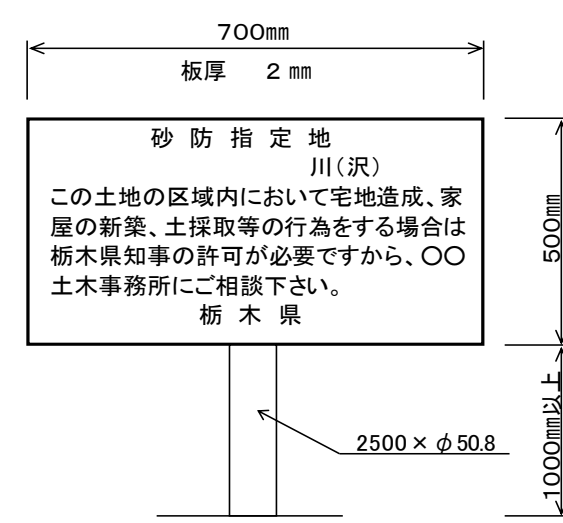 700㎜
板厚　2㎜
砂 防 指 定 地
川(沢)
この土地の区域内において宅地造成、家
屋の新築、土採取等の行為をする場合は
栃木県知事の許可が必要ですから、〇〇
土木事務所にご相談下さい。
栃 木 県
500㎜
1000㎜以上
2500×φ50.8